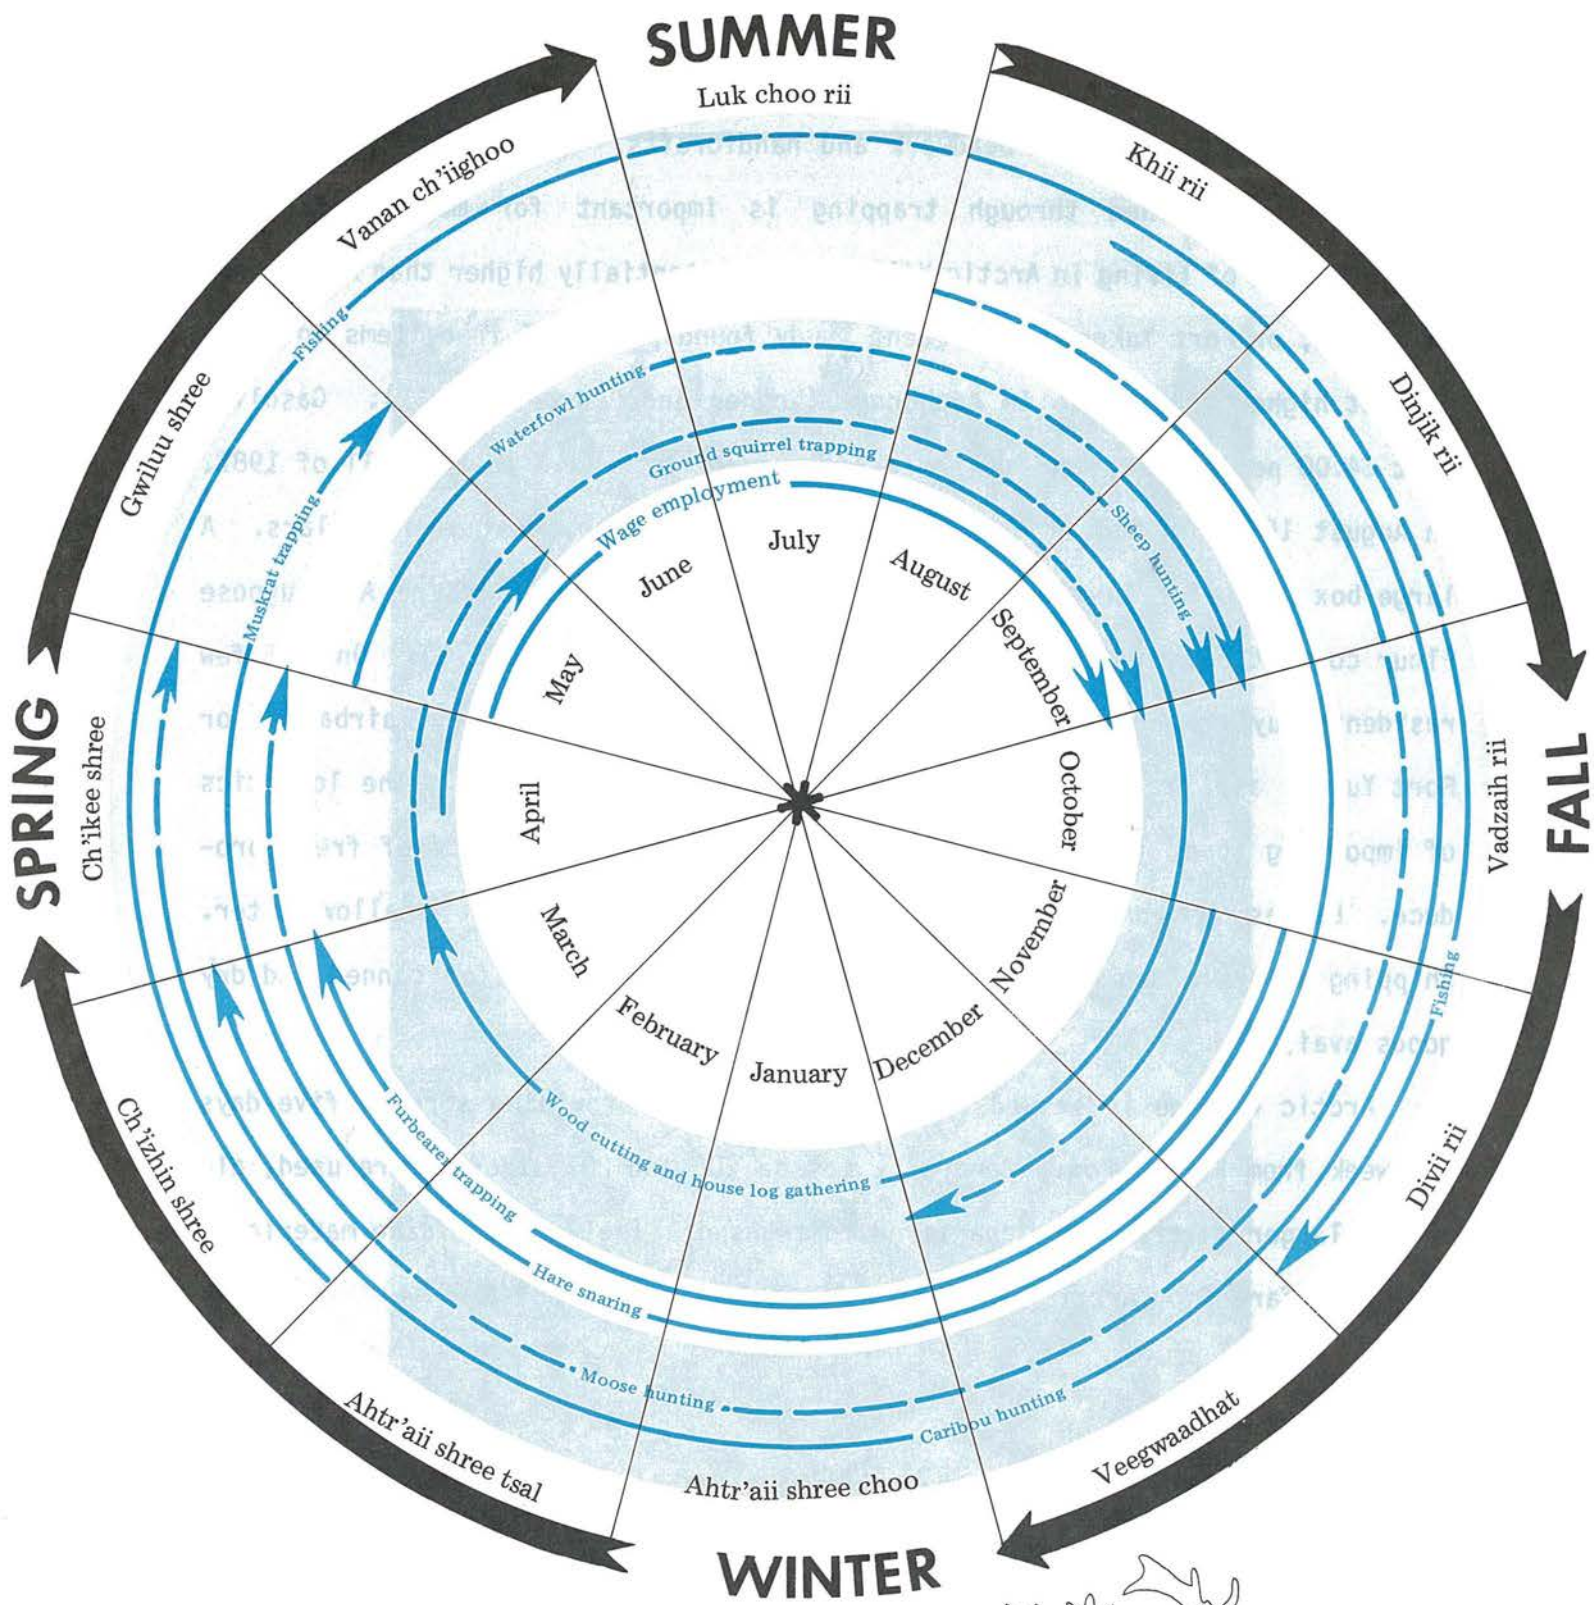 SUMMER
Luk choo rii
Khii rii
Dinjik rii
FALL
Vadzaih rii
Divii rii
Veegwaadhat
WINTER
Ahtr'aii shree choo
Ahtr'aii shree tsal
Ch'izhin shree
SPRING
Ch'ikee shree
Gwiluu shree
Vanan ch'iighoo
Fishing
Muskrat trapping
Waterfowl hunting
Ground squirrel trapping
Wage employment
Sheep hunting
Fishing
Caribou hunting
Moose hunting
Hare snaring
Furbearer trapping
Wood cutting and house log gathering
January
February
March
April
May
June
July
August
September
October
November
December